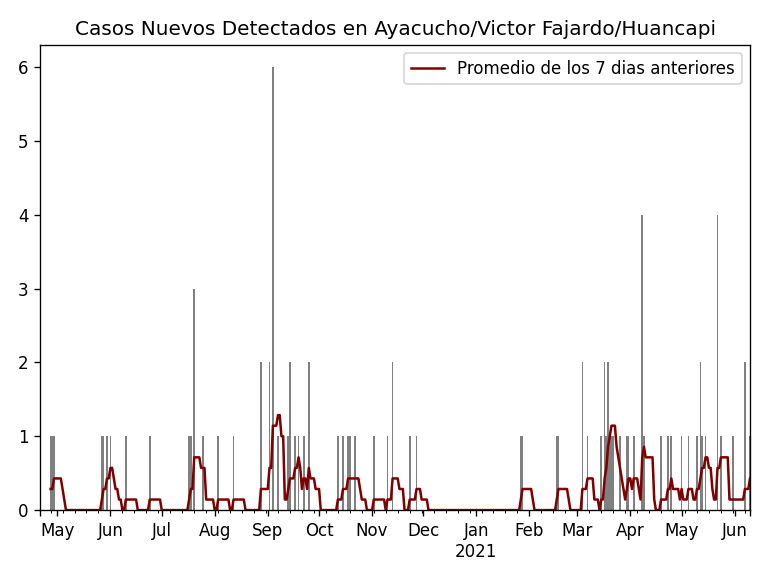 Casos Nuevos Detectados en Ayacucho/Victor Fajardo/Huancapi
Promedio de los 7 dias anteriores
6
5
4
3
2
1
0
May Jun Jul Aug Sep Oct Nov Dec Jan Feb Mar Apr May Jun
2021